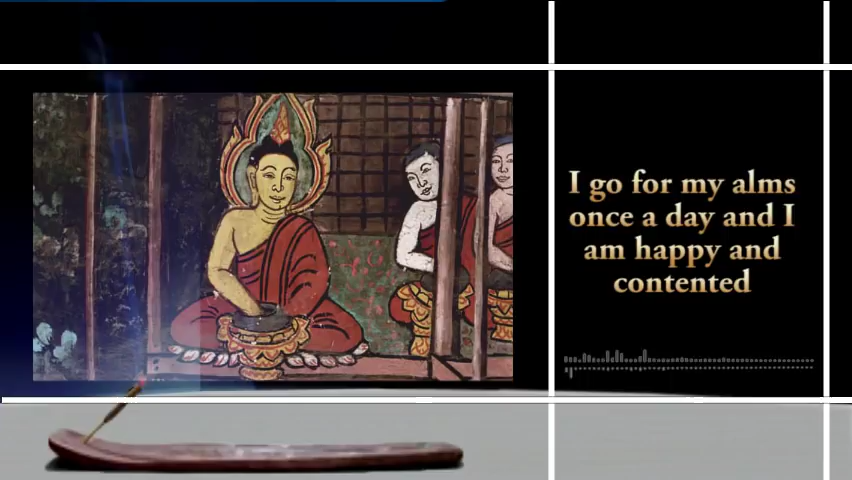 I go for my alms
once a day and I
am happy and
contented